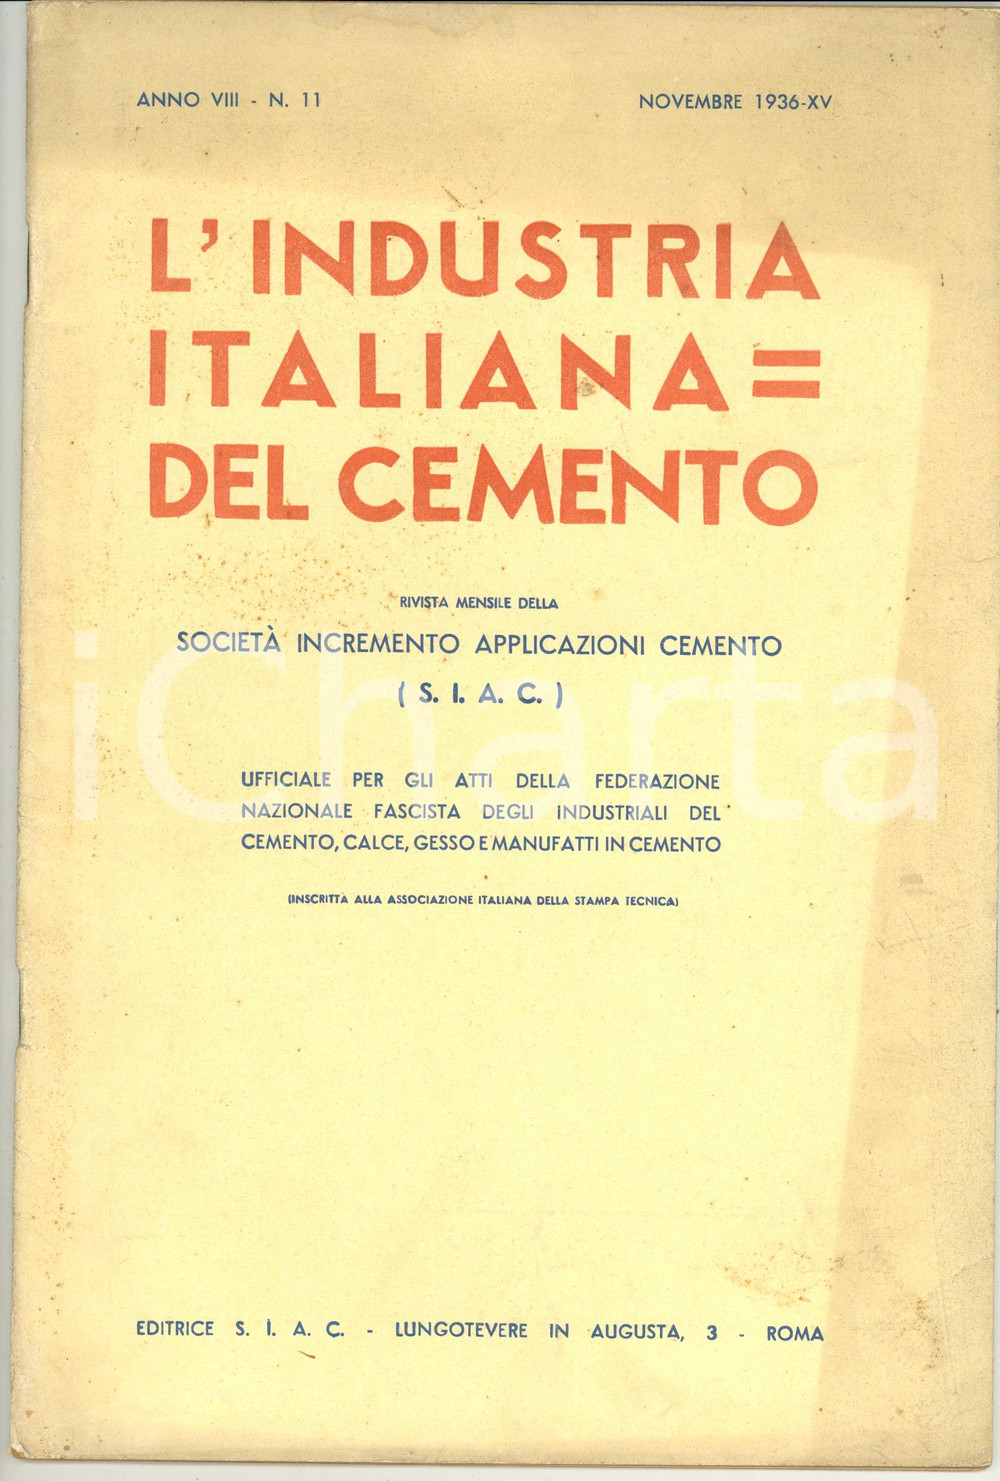 ANNO VIII - N. 11
NOVEMBRE 1936-XV
L'INDUSTRIA
ITALIANA =
DEL CEMENTO
RIVISTA MENSILE DELLA
SOCIETÀ INCREMENTO APPLICAZIONI CEMENTO
( S. I. A. C. )
iCharta
UFFICIALE PER GLI ATTI DELLA FEDERAZIONE
NAZIONALE FASCISTA DEGLI INDUSTRIALI DEL
CEMENTO, CALCE, GESSO E MANUFATTI IN CEMENTO
(INSCRITTA ALLA ASSOCIAZIONE ITALIANA DELLA STAMPA TECNICA)
EDITRICE S. I. A. C. - LUNGOTEVERE IN AUGUSTA, 3 - ROMA